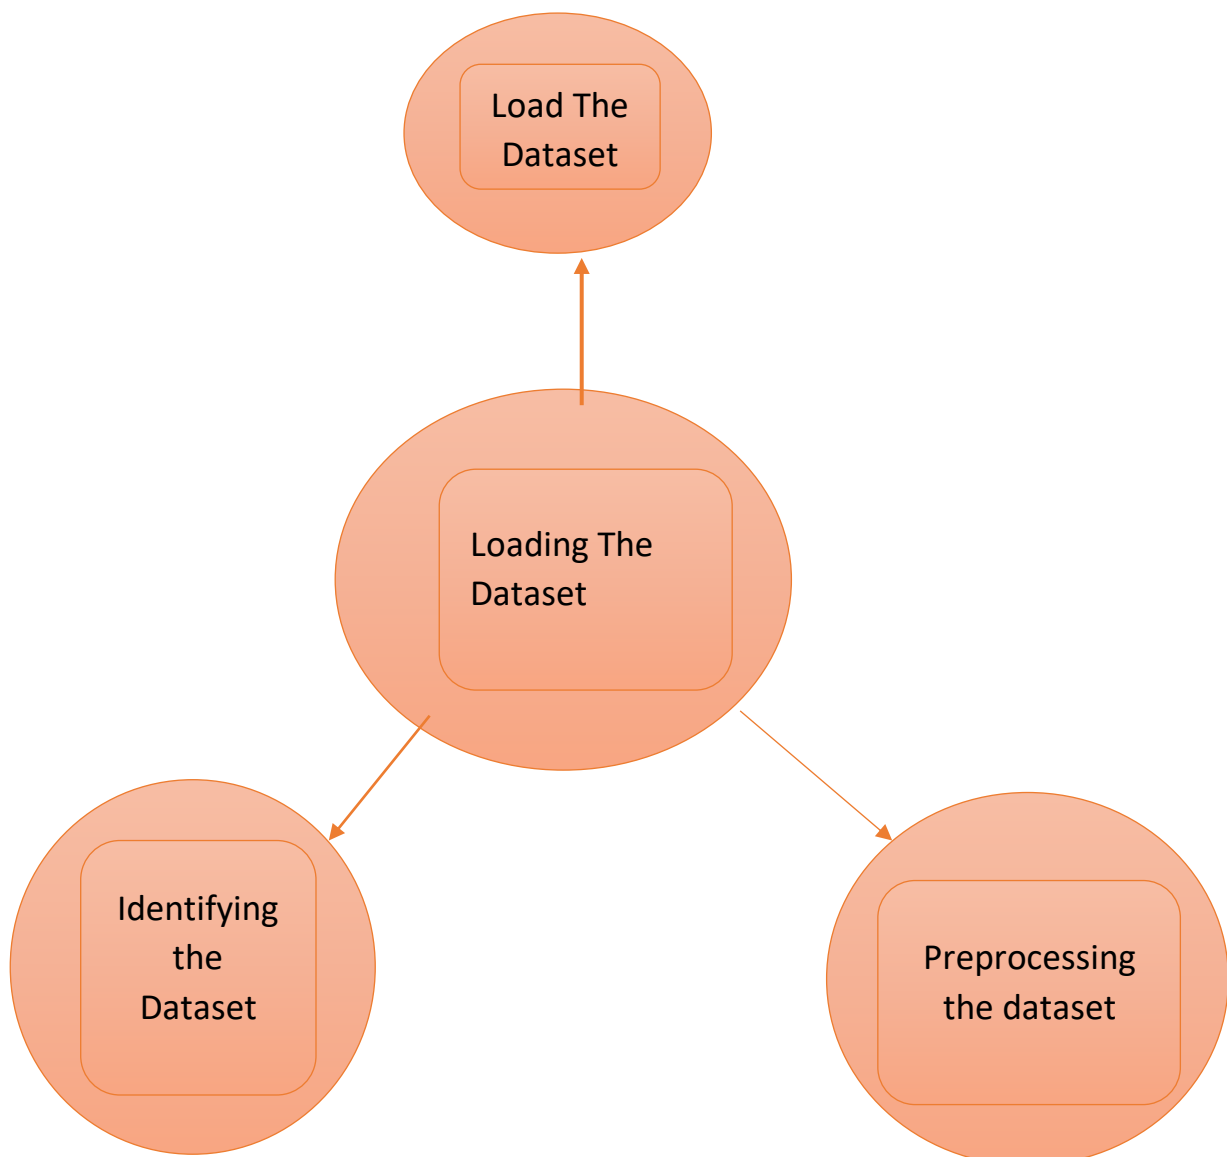 Load The
Dataset
Loading The
Dataset
Identifying
the
Dataset
Preprocessing
the dataset